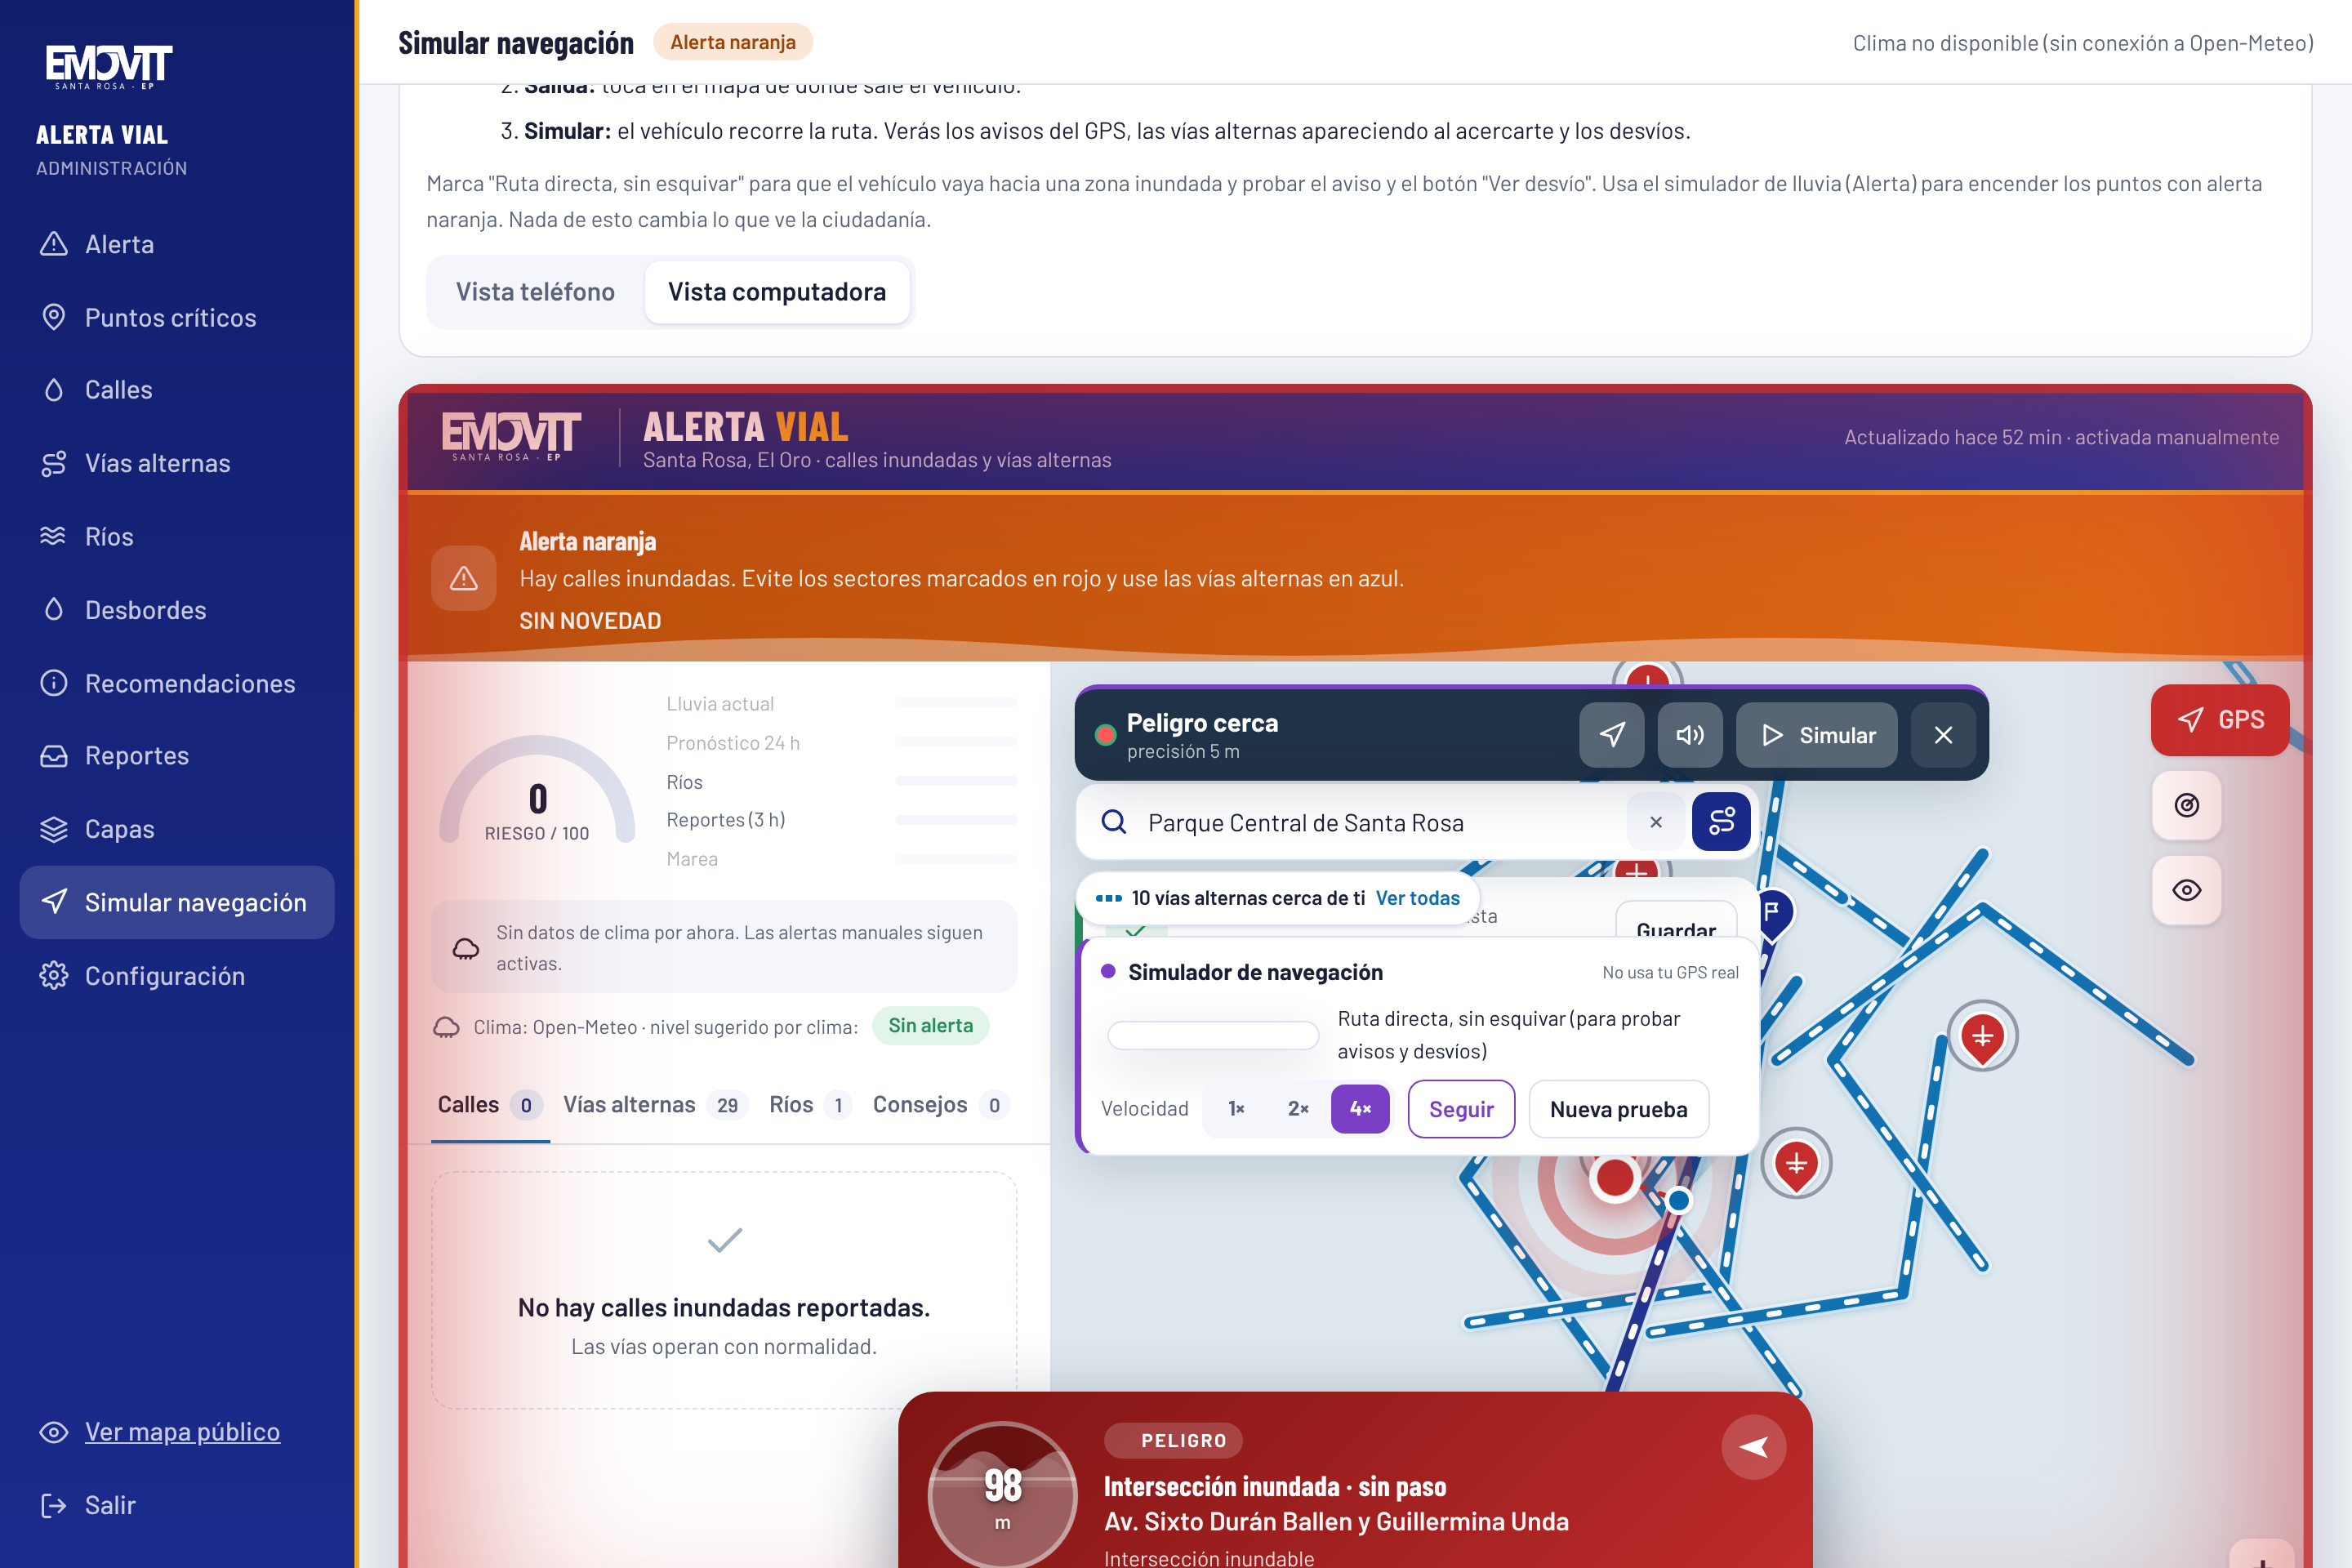 EMOVTT
SANTA ROSA - EP
ALERTA VIAL
ADMINISTRACIÓN
Alerta
Puntos críticos
Calles
Vías alternas
Ríos
Desbordes
Recomendaciones
Reportes
Capas
Simular navegación
Configuración
Ver mapa público
Salir
Simular navegación
Alerta naranja
Clima no disponible (sin conexión a Open-Meteo)
2. Salida: toca en el mapa de dónde sale el vehículo.
3. Simular: el vehículo recorre la ruta. Verás los avisos del GPS, las vías alternas apareciendo al acercarte y los desvíos.
Marca "Ruta directa, sin esquivar" para que el vehículo vaya hacia una zona inundada y probar el aviso y el botón "Ver desvío". Usa el simulador de lluvia (Alerta) para encender los puntos con alerta
naranja. Nada de esto cambia lo que ve la ciudadanía.
Vista teléfono
Vista computadora
EMOVTT
SANTA ROSA - EP
ALERTA VIAL
Santa Rosa, El Oro · calles inundadas y vías alternas
Actualizado hace 52 min · activada manualmente
Alerta naranja
Hay calles inundadas. Evite los sectores marcados en rojo y use las vías alternas en azul.
SIN NOVEDAD
0
RIESGO / 100
Lluvia actual
Pronóstico 24 h
Ríos
Reportes (3 h)
Marea
Sin datos de clima por ahora. Las alertas manuales siguen
activas.
Clima: Open-Meteo · nivel sugerido por clima:
Sin alerta
Calles 0
Vías alternas 29
Ríos 1
Consejos 0
No hay calles inundadas reportadas.
Las vías operan con normalidad.
Peligro cerca
precisión 5 m
Simular
GPS
Parque Central de Santa Rosa
10 vías alternas cerca de ti Ver todas
Guardar
Simulador de navegación
No usa tu GPS real
Ruta directa, sin esquivar (para probar
avisos y desvíos)
Velocidad
1×
2×
4×
Seguir
Nueva prueba
98
m
PELIGRO
Intersección inundada · sin paso
Av. Sixto Durán Ballen y Guillermina Unda
Intersección inundable